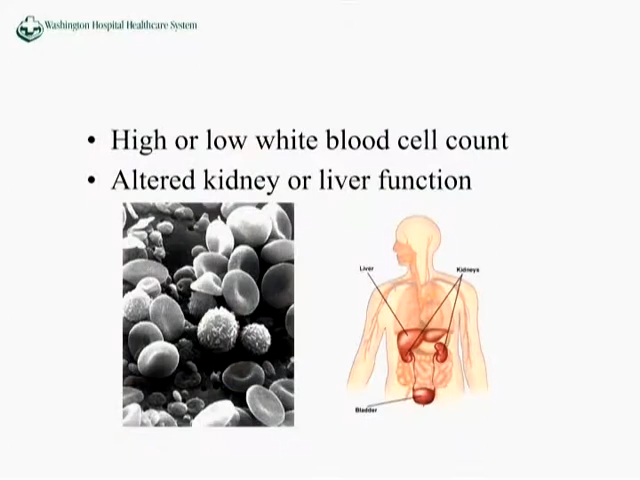 Washington Hospital Healthcare System
• High or low white blood cell count
• Altered kidney or liver function
Liver
Kidneys
Bladder